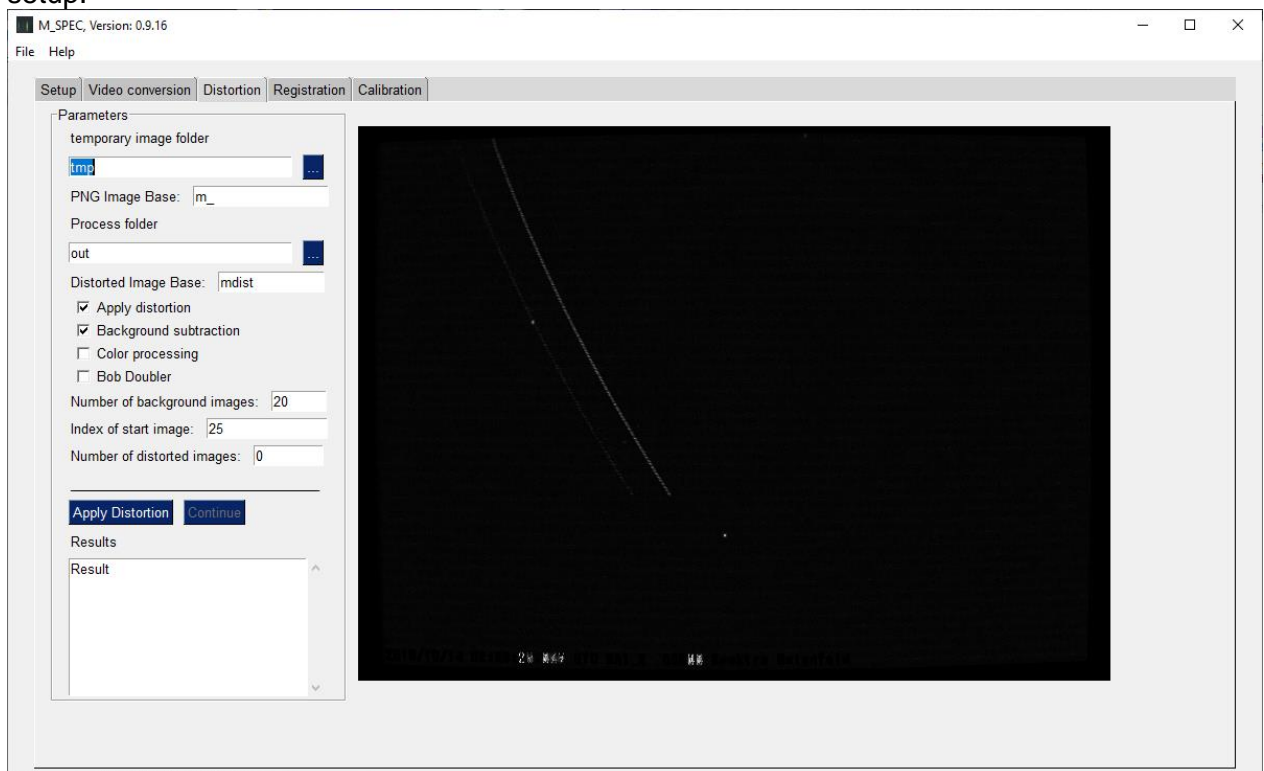 setup:
M_SPEC, Version: 0.9.16
File Help
Setup Video conversion Distortion Registration Calibration
Parameters
temporary image folder
tmp ...
PNG Image Base: m_
Process folder
out ...
Distorted Image Base: mdist
Apply distortion
Background subtraction
Color processing
Bob Doubler
Number of background images: 20
Index of start image: 25
Number of distorted images: 0
Apply Distortion Continue
Results
Result